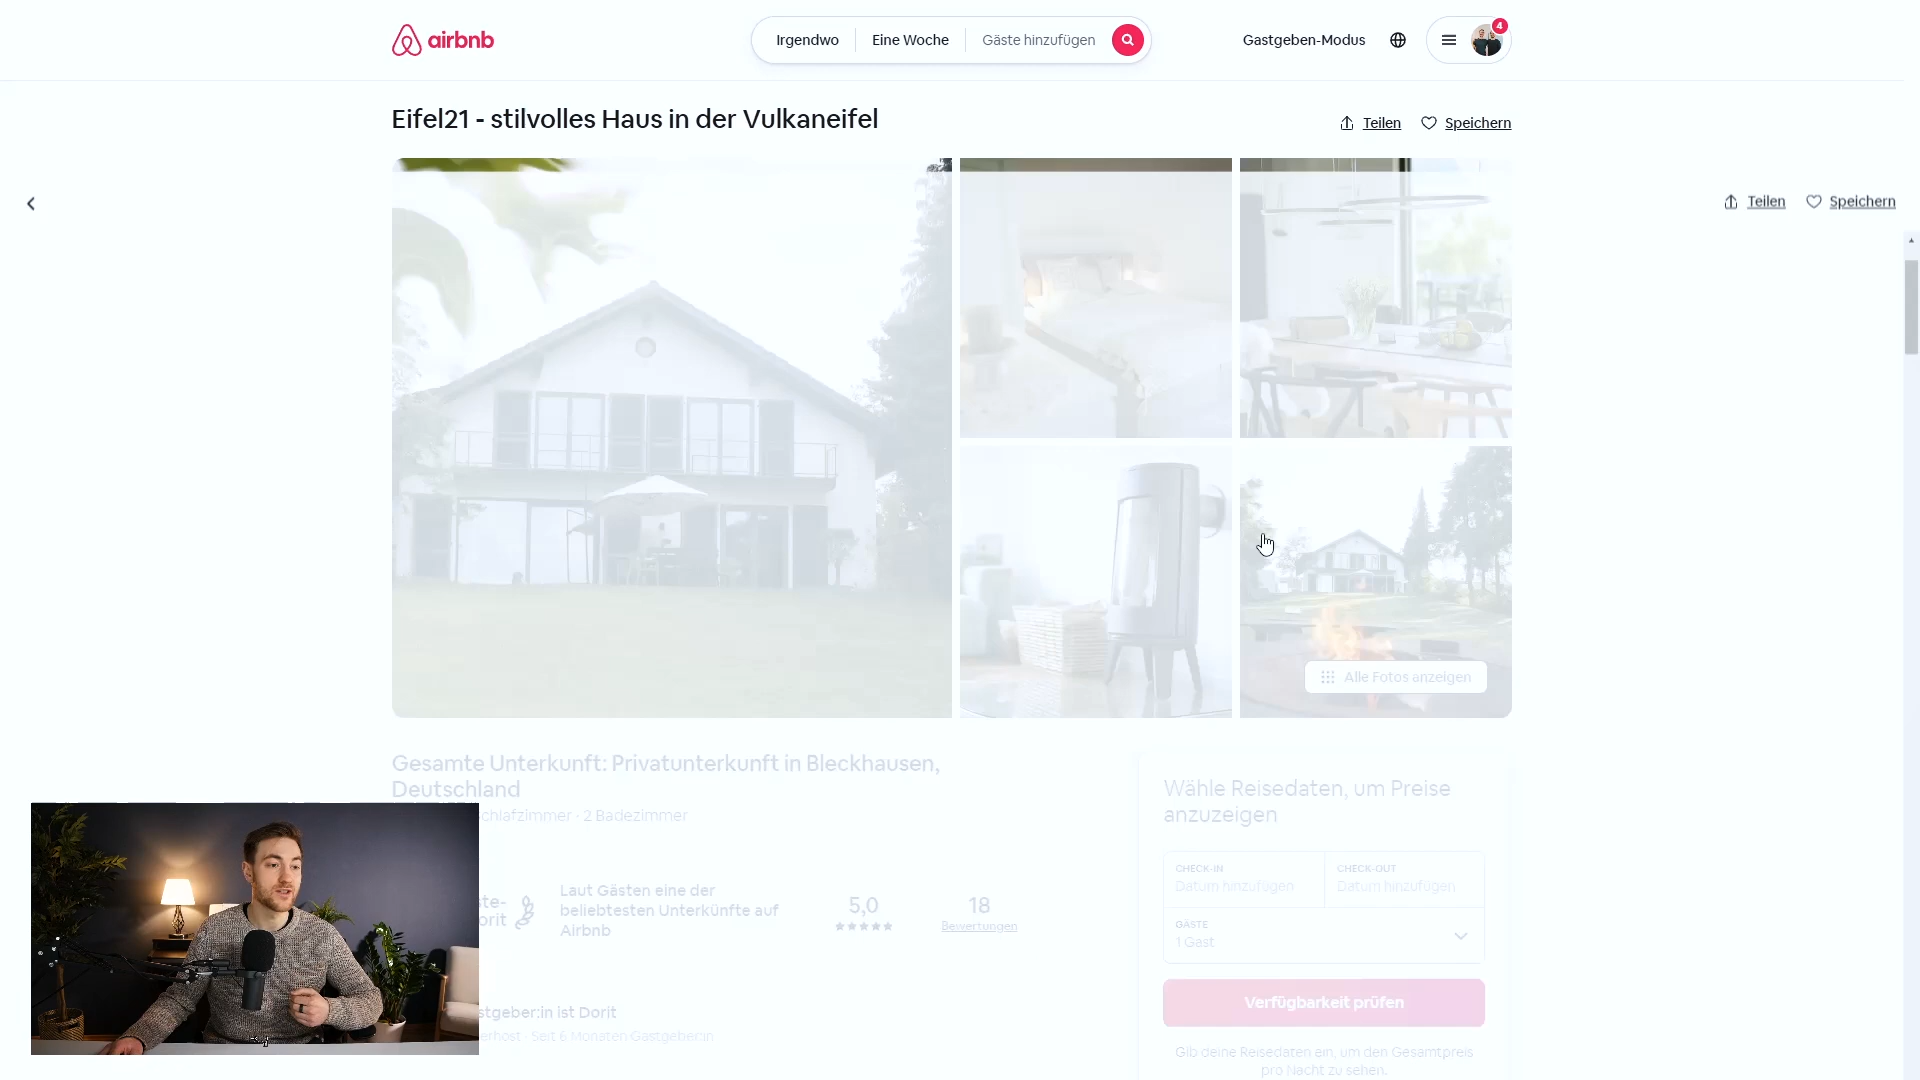 airbnb
Irgendwo
Eine Woche
Gäste hinzufügen
Gastgeben-Modus
4
Eifel21 - stilvolles Haus in der Vulkaneifel
Teilen
Speichern
Teilen
Speichern
Alle Fotos anzeigen
Gesamte Unterkunft: Privatunterkunft in Bleckhausen,
Deutschland
chlafzimmer · 2 Badezimmer
Wähle Reisedaten, um Preise
anzuzeigen
CHECK-IN
Datum hinzufügen
CHECK-OUT
Datum hinzufügen
GÄSTE
1 Gast
Verfügbarkeit prüfen
Gib deine Reisedaten ein, um den Gesamtpreis
pro Nacht zu sehen.
ste-
orit
Laut Gästen eine der
beliebtesten Unterkünfte auf
Airbnb
5,0
18
Bewertungen
stgeber:in ist Dorit
erhost · Seit 6 Monaten Gastgeber:in